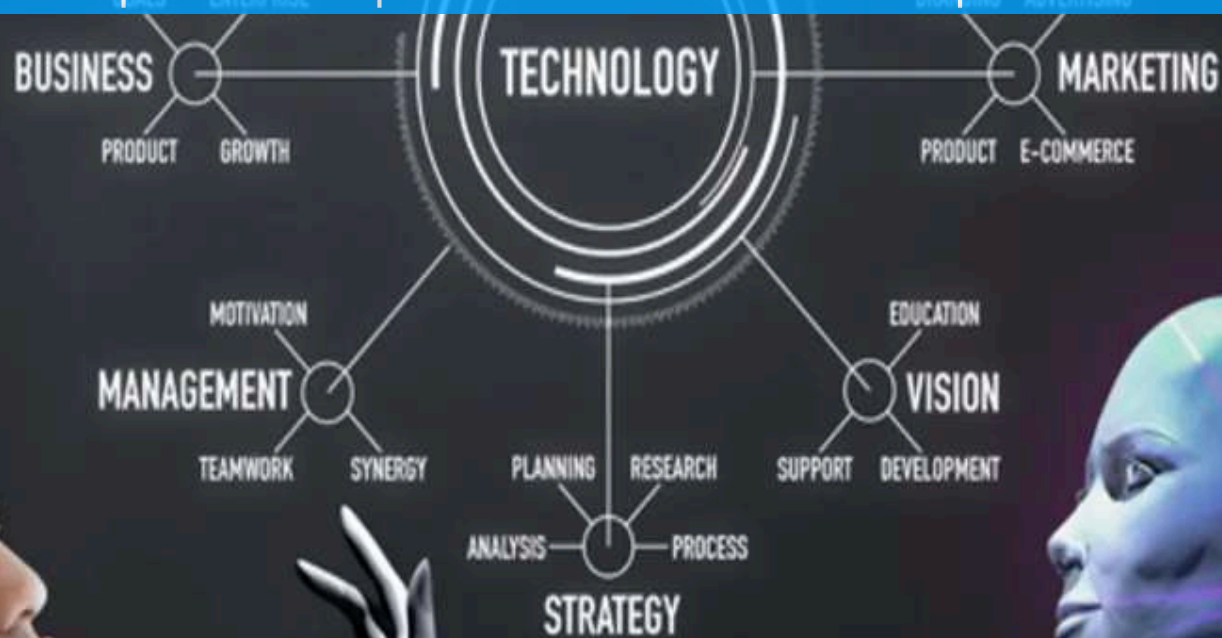 BUSINESS
TECHNOLOGY
MARKETING
PRODUCT
GROWTH
PRODUCT
E-COMMERCE
MOTIVATION
EDUCATION
MANAGEMENT
VISION
TEAMWORK
SYNERGY
PLANNING
RESEARCH
SUPPORT
DEVELOPMENT
ANALYSIS
PROCESS
STRATEGY